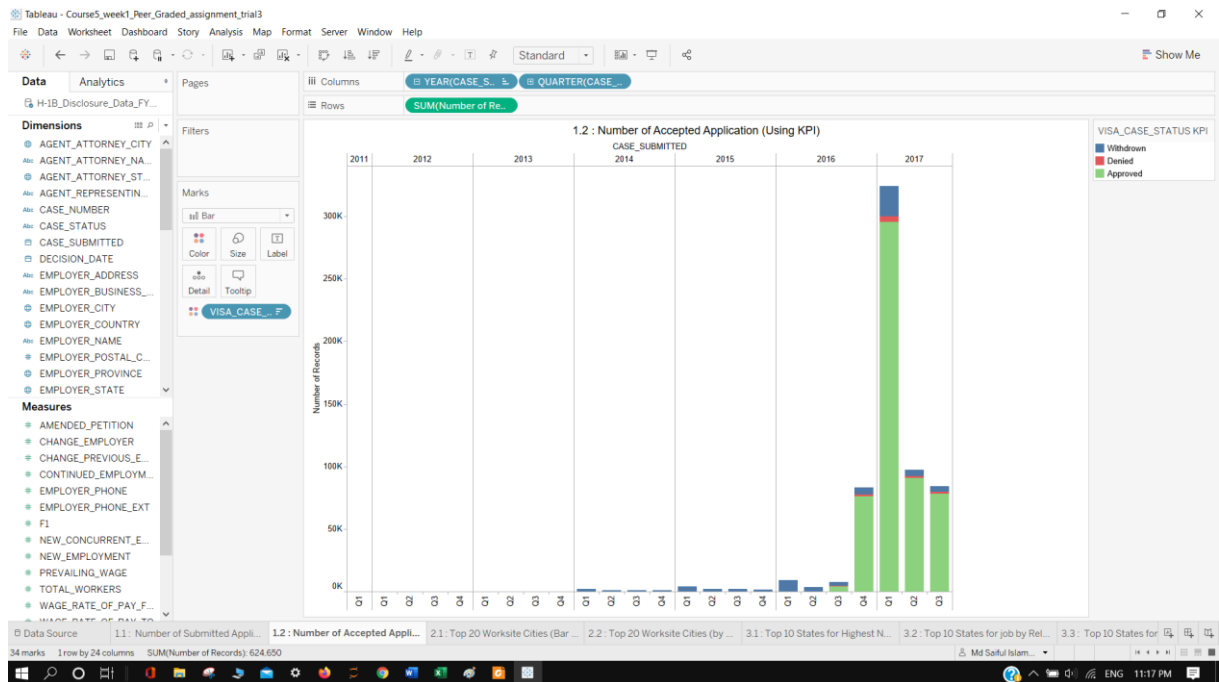 Tableau - Course5_week1_Peer_Graded_assignment_trial3
File Data Worksheet Dashboard Story Analysis Map Format Server Window Help
Standard
Show Me
Data Analytics
H-1B_Disclosure_Data_FY...
Dimensions
AGENT_ATTORNEY_CITY
Abc AGENT_ATTORNEY_NA...
AGENT_ATTORNEY_ST...
Abc AGENT_REPRESENTIN...
Abc CASE_NUMBER
Abc CASE_STATUS
CASE_SUBMITTED
DECISION_DATE
Abc EMPLOYER_ADDRESS
Abc EMPLOYER_BUSINESS_...
EMPLOYER_CITY
EMPLOYER_COUNTRY
Abc EMPLOYER_NAME
# EMPLOYER_POSTAL_C...
EMPLOYER_PROVINCE
EMPLOYER_STATE
Measures
# AMENDED_PETITION
# CHANGE_EMPLOYER
# CHANGE_PREVIOUS_E...
# CONTINUED_EMPLOYM...
# EMPLOYER_PHONE
# EMPLOYER_PHONE_EXT
# F1
# NEW_CONCURRENT_E...
# NEW_EMPLOYMENT
# PREVAILING_WAGE
# TOTAL_WORKERS
# WAGE_RATE_OF_PAY_F...
WAGE_RATE_OF_PAY_TO
Pages
Filters
Marks
Bar
Color Size Label
Detail Tooltip
VISA_CASE_..
Columns YEAR(CASE_S.. QUARTER(CASE_..
Rows SUM(Number of Re..
1.2 : Number of Accepted Application (Using KPI)
CASE_SUBMITTED
2011 2012 2013 2014 2015 2016 2017
Number of Records
300K
250K
200K
150K
100K
50K
0K
Q1 Q1 Q2 Q3 Q4 Q1 Q2 Q3 Q4 Q1 Q2 Q3 Q4 Q1 Q2 Q3 Q4 Q1 Q2 Q3 Q4 Q1 Q2 Q3
VISA_CASE_STATUS KPI
Withdrown
Denied
Approved
Data Source 1.1 : Number of Submitted Appli... 1.2 : Number of Accepted Appli... 2.1 : Top 20 Worksite Cities (Bar ... 2.2 : Top 20 Worksite Cities (by ... 3.1 : Top 10 States for Highest N... 3.2 : Top 10 States for job by Rel... 3.3 : Top 10 States for
34 marks 1 row by 24 columns SUM(Number of Records): 624.650 Md Saiful Islam...
ENG 11:17 PM